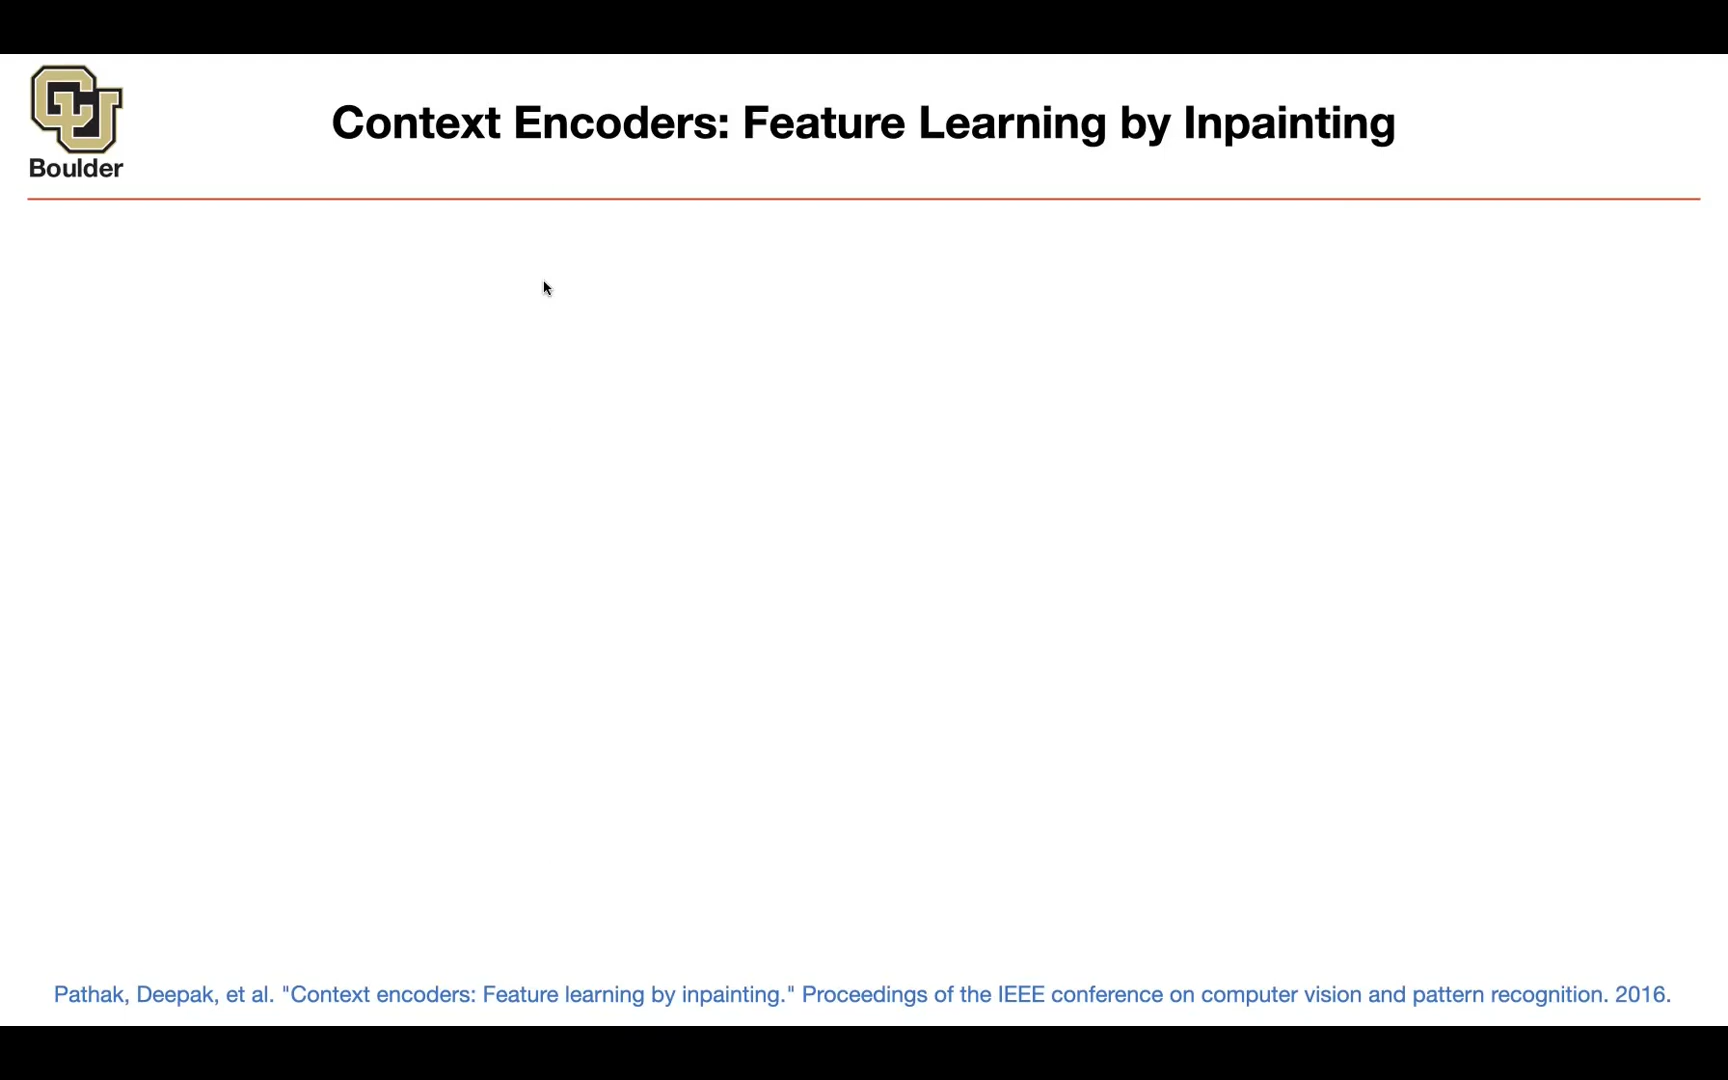 CU
Boulder
Context Encoders: Feature Learning by Inpainting
Pathak, Deepak, et al. "Context encoders: Feature learning by inpainting." Proceedings of the IEEE conference on computer vision and pattern recognition. 2016.